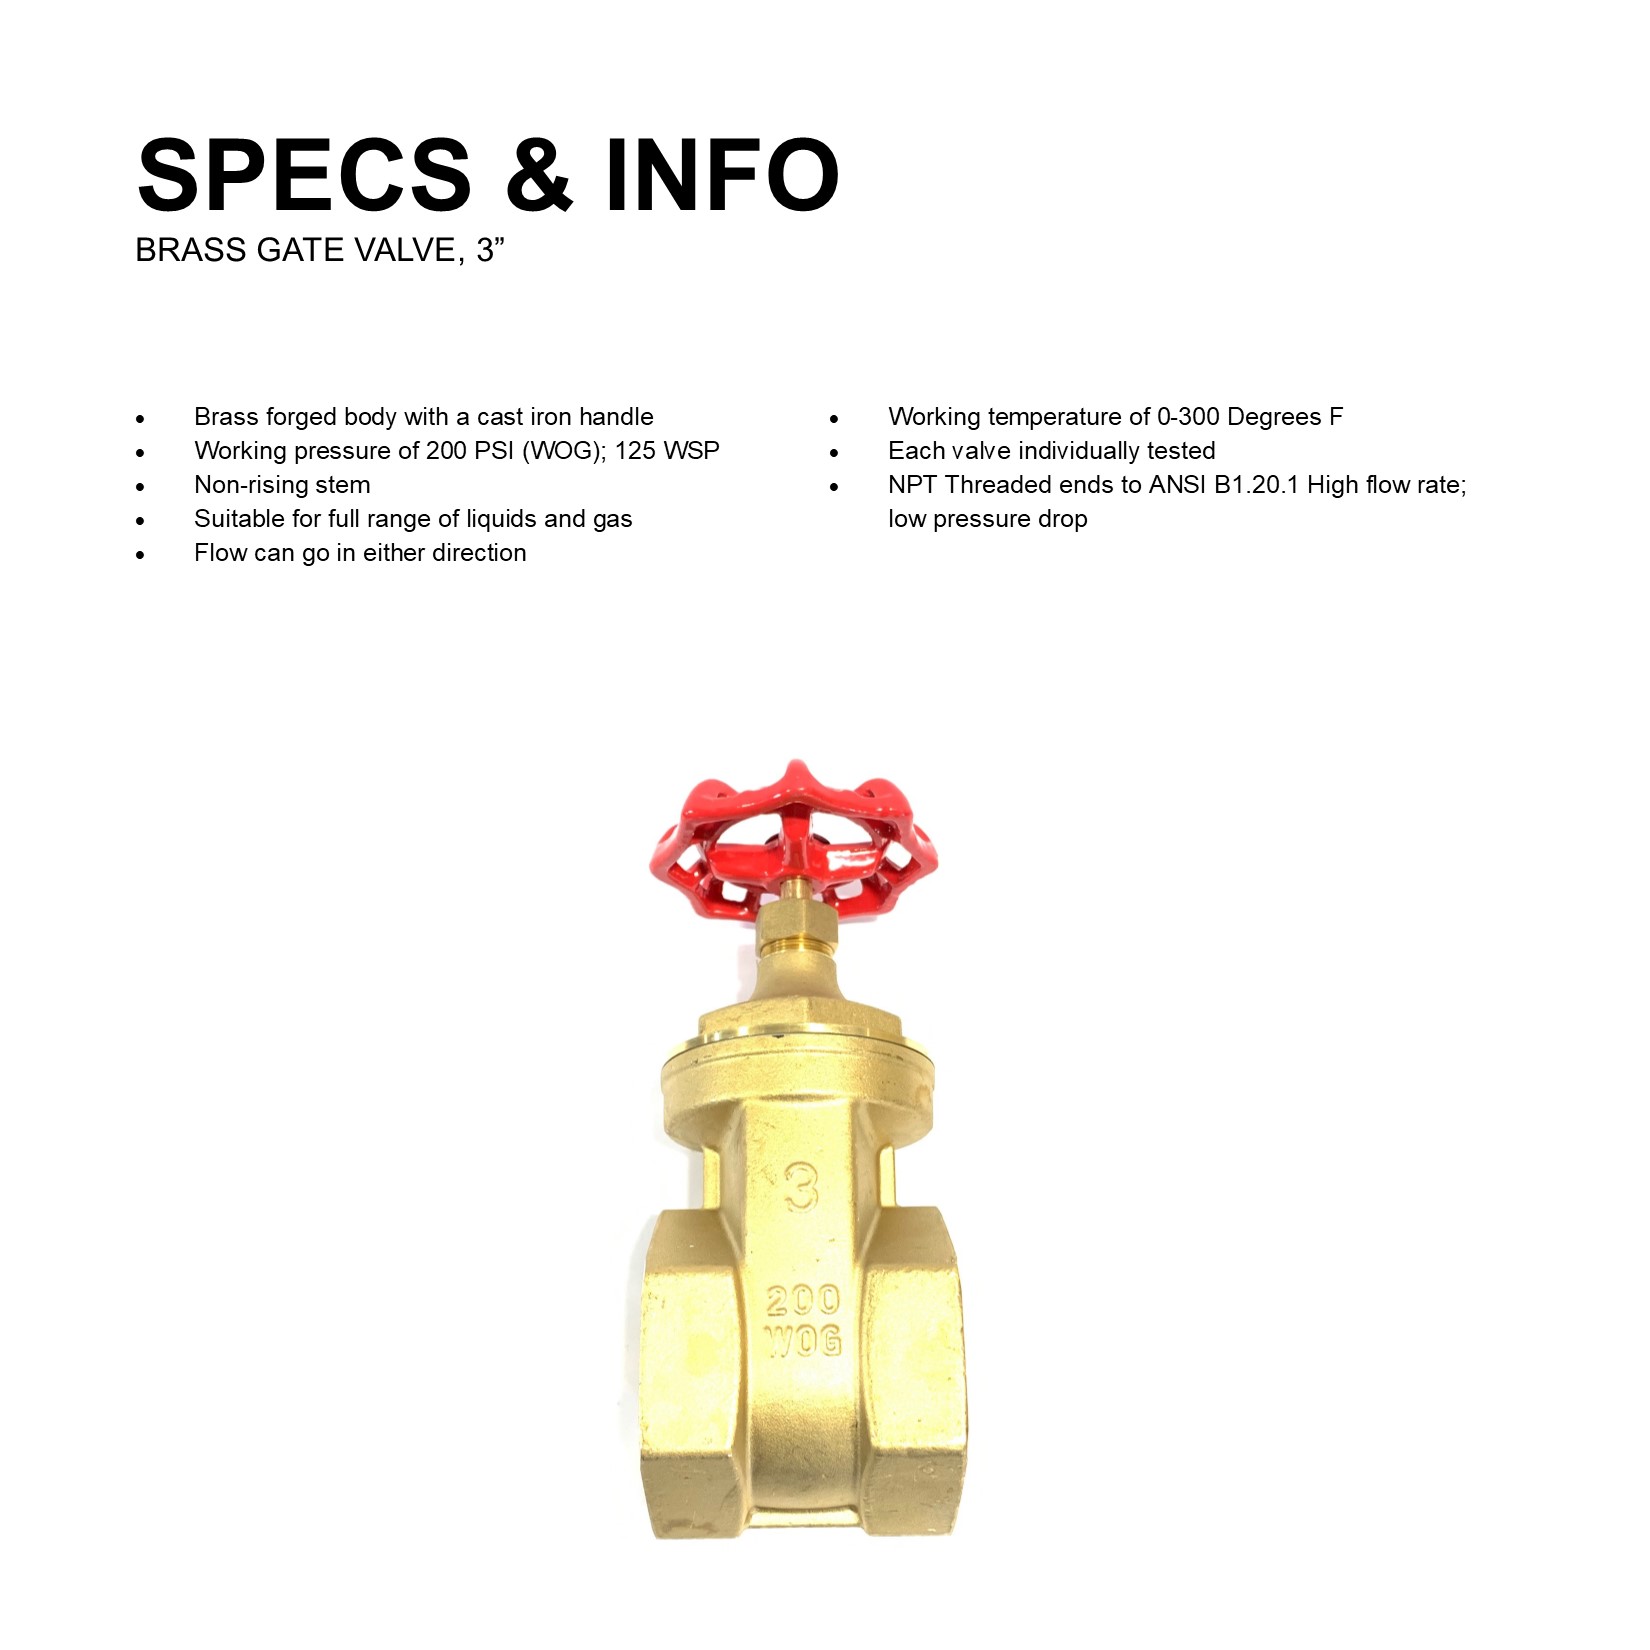 SPECS & INFO
BRASS GATE VALVE, 3”
• Brass forged body with a cast iron handle
• Working pressure of 200 PSI (WOG); 125 WSP
• Non-rising stem
• Suitable for full range of liquids and gas
• Flow can go in either direction
• Working temperature of 0-300 Degrees F
• Each valve individually tested
• NPT Threaded ends to ANSI B1.20.1 High flow rate;
low pressure drop
3
200
WOG